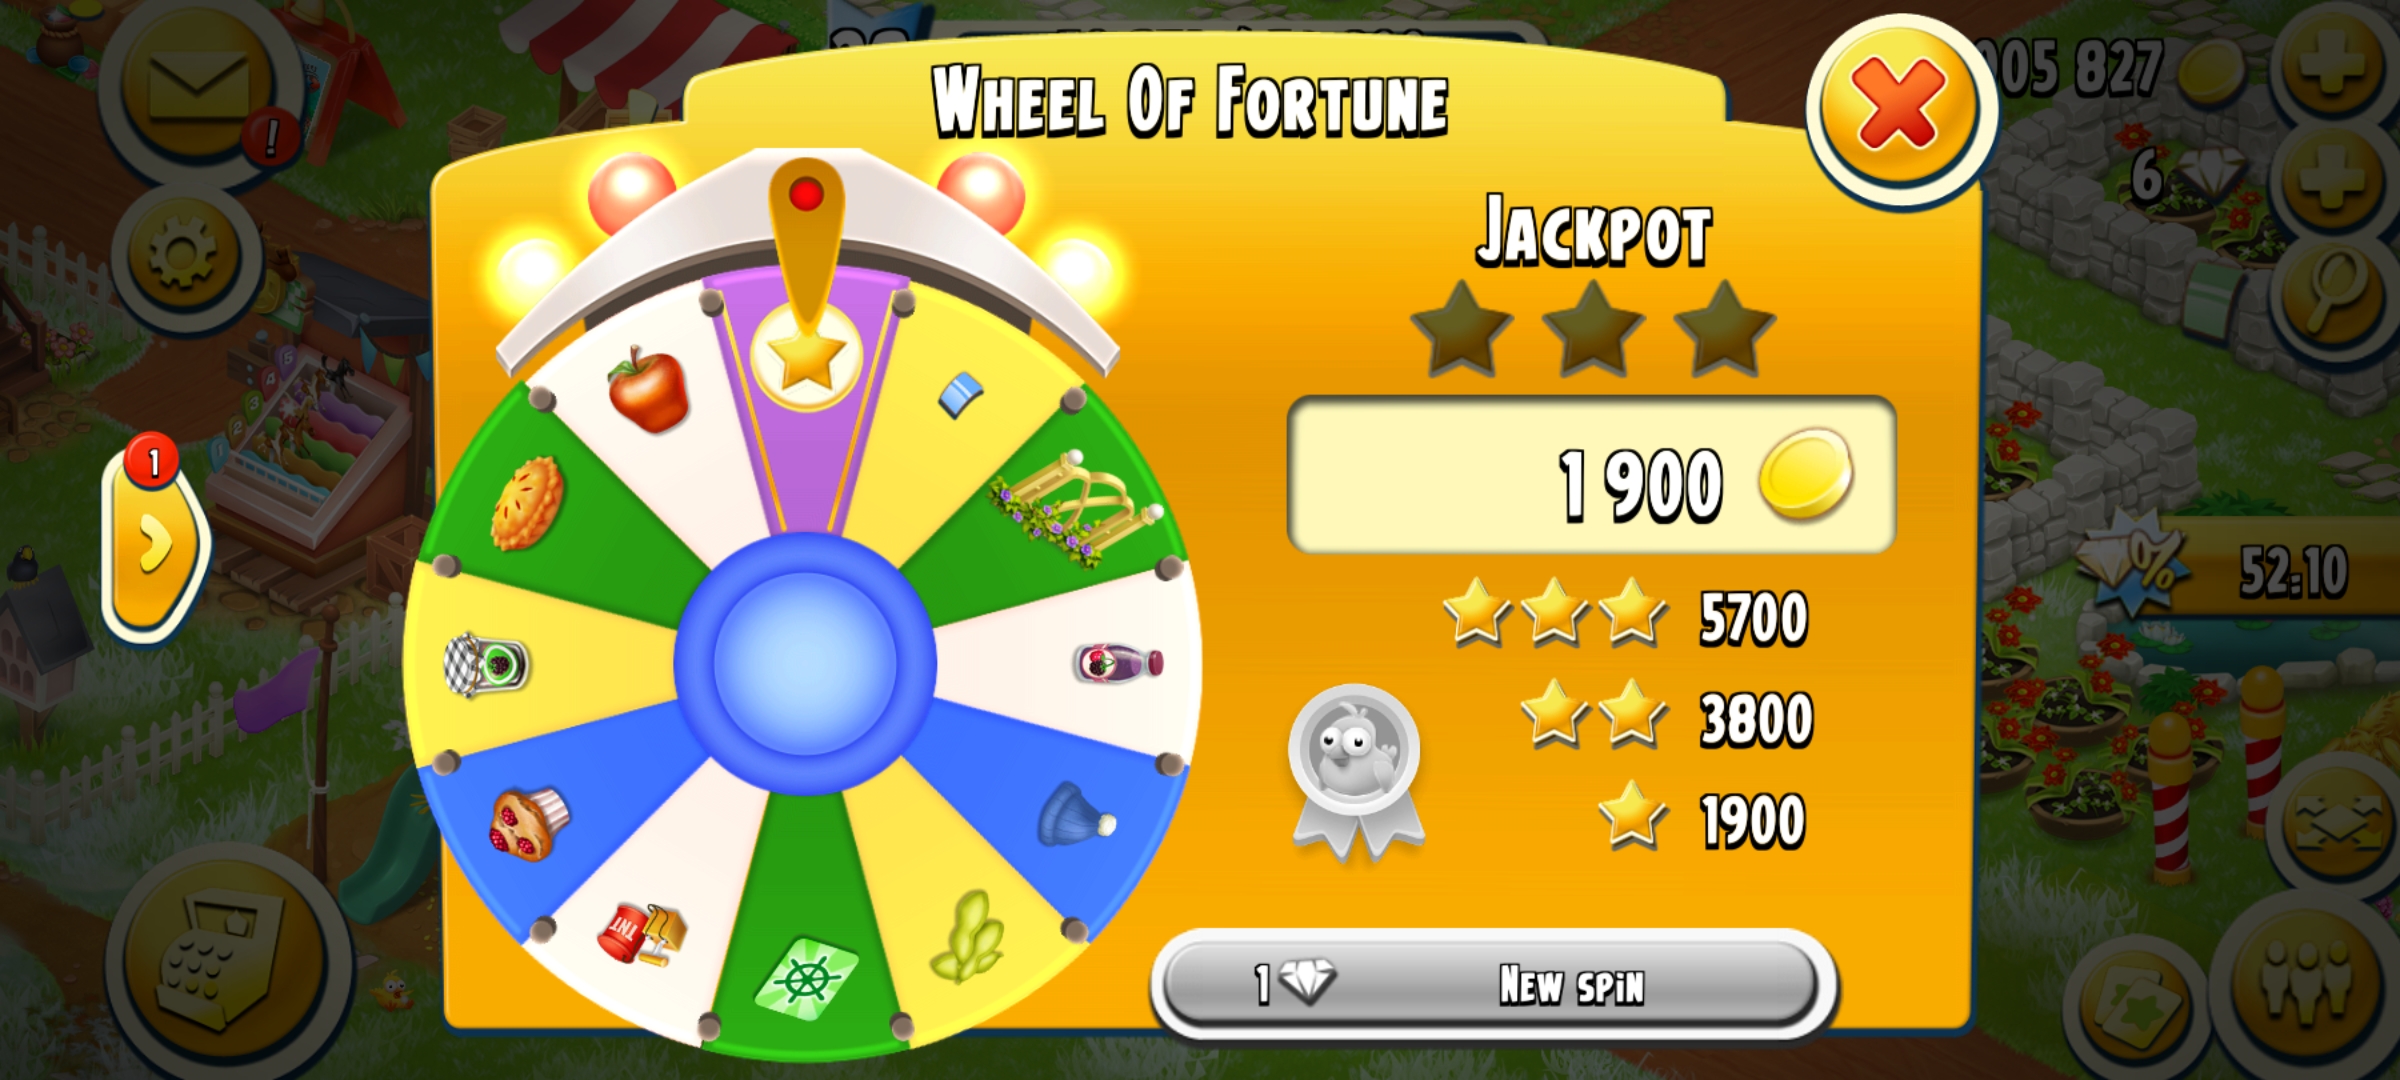 WHEEL OF FORTUNE
005 827
!
6
JACKPOT
1
1 900
5700
52:10
%
3800
1900
TNT
1 NEW SPIN